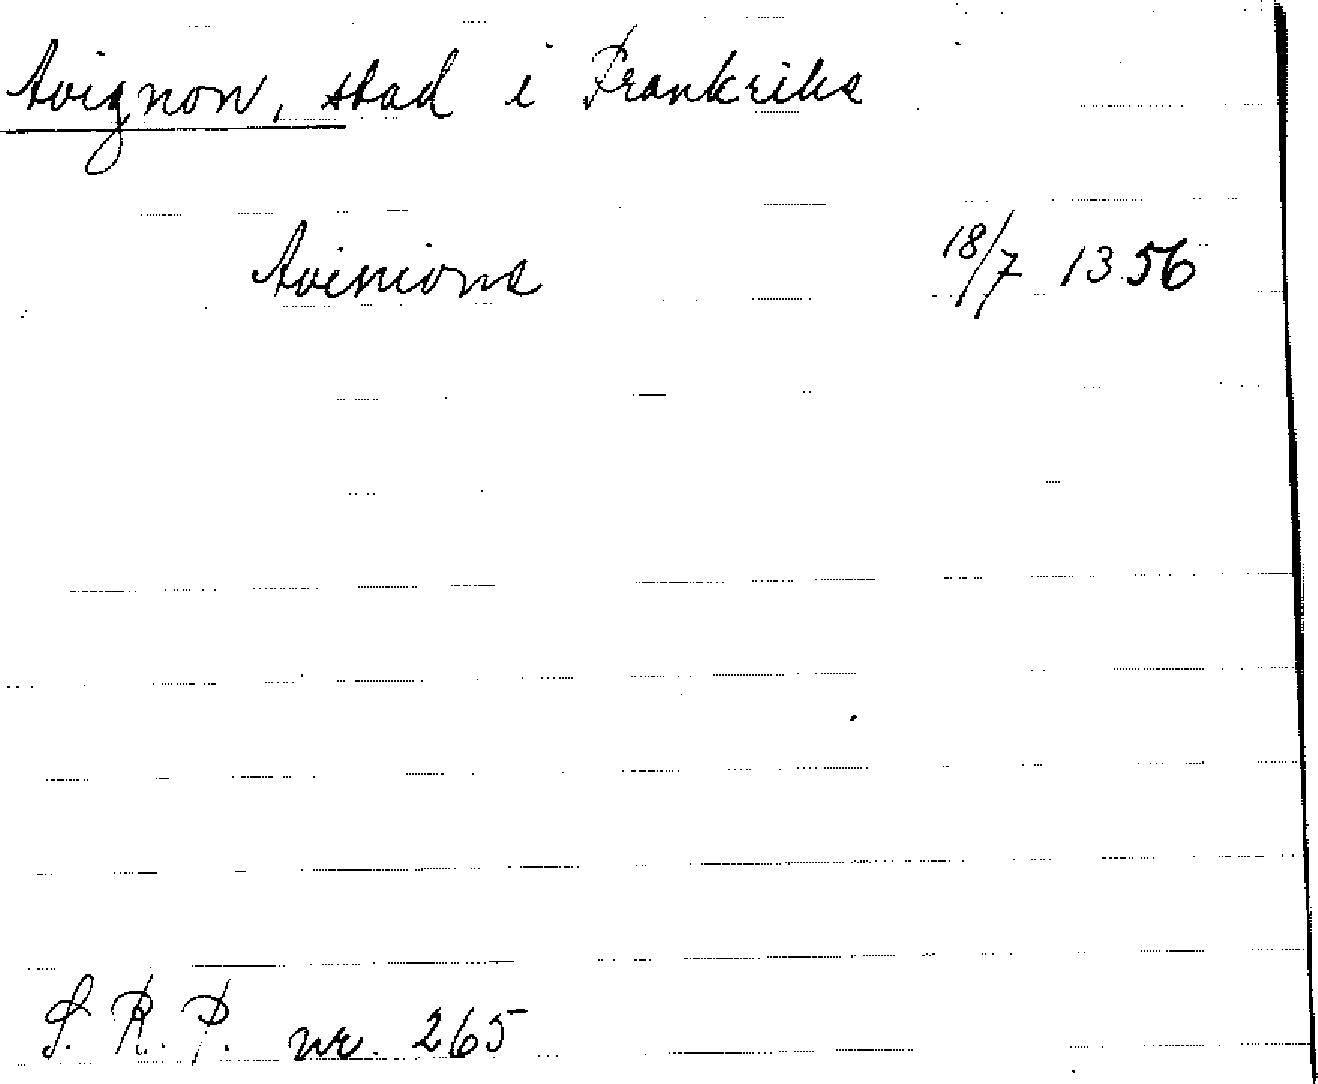 Avignon, stad i Frankrike
Avinione 18/7 1356
S. R. P. nr. 265